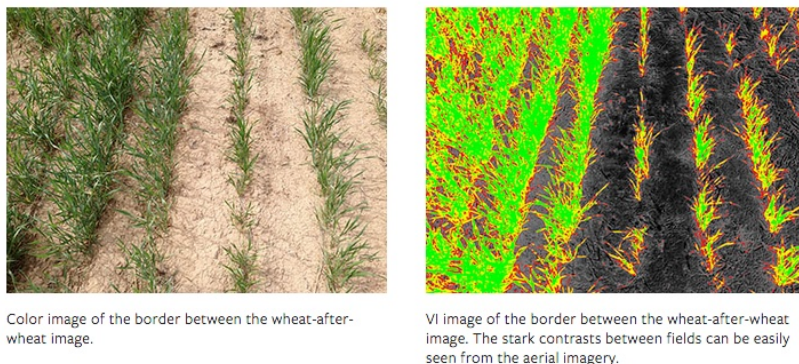 Color image of the border between the wheat-after-
wheat image.
VI image of the border between the wheat-after-wheat
image. The stark contrasts between fields can be easily
seen from the aerial imagery.